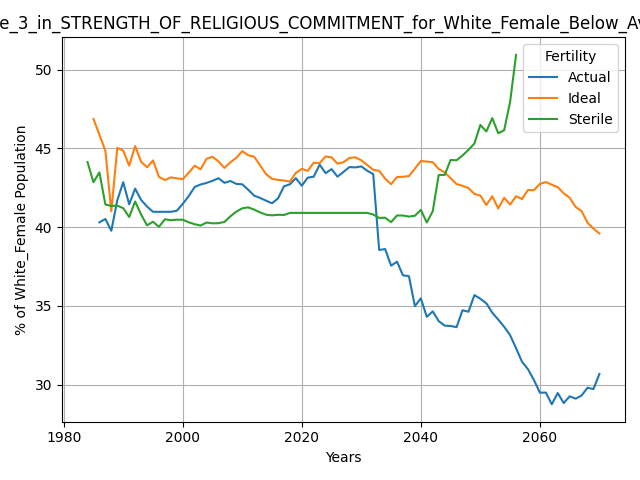 e_3_in_STRENGTH_OF_RELIGIOUS_COMMITMENT_for_White_Female_Below_Av
50
45
40
35
30
% of White_Female Population
Fertility
Actual
Ideal
Sterile
1980
2000
2020
2040
2060
Years